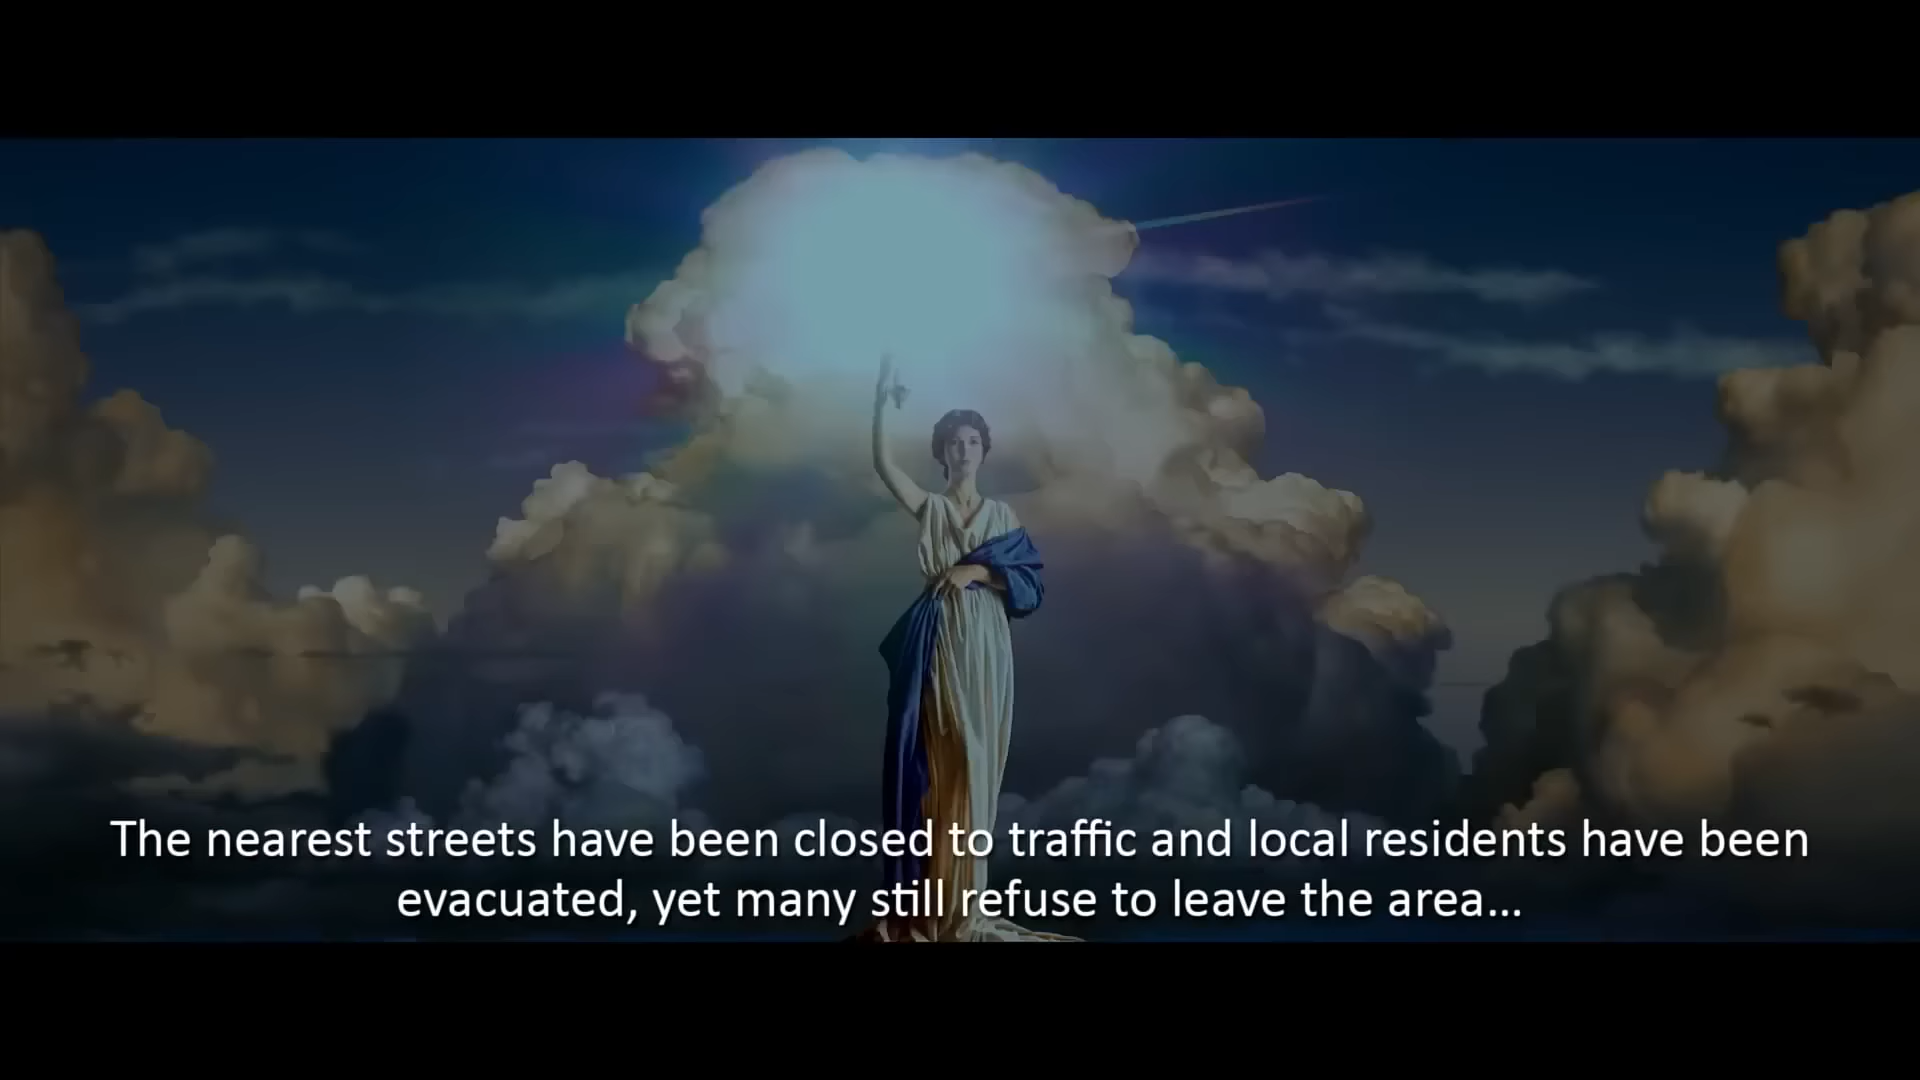 The nearest streets have been closed to traffic and local residents have been
evacuated, yet many still refuse to leave the area...